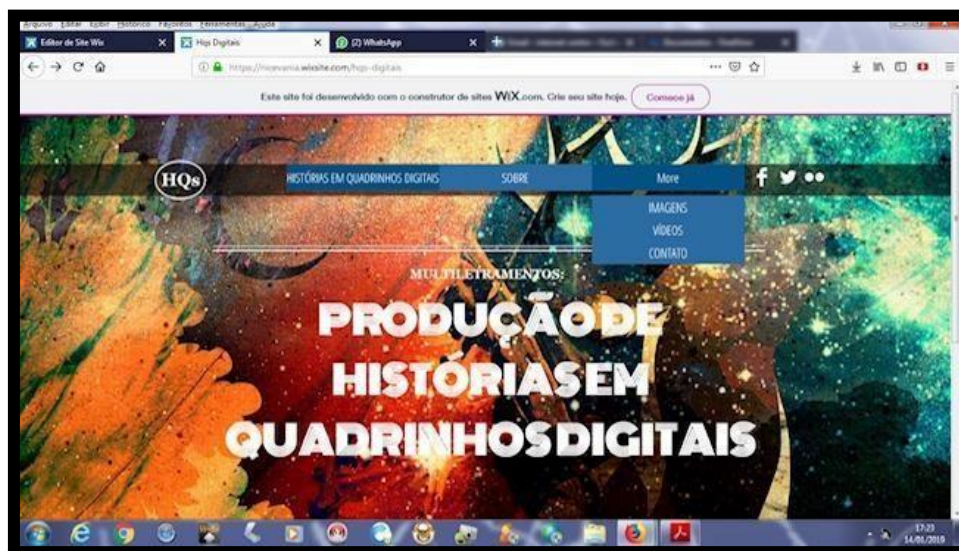 Arquivo Editar Exibir Histórico Favoritos Ferramentas Ajuda
Editor de Site Wix
Hqs Digitais
(2) WhatsApp
https://nicevania.wixsite.com/hqs-digitais
Este site foi desenvolvido com o construtor de sites WiX.com. Crie seu site hoje. Comece já
HQs
HISTÓRIAS EM QUADRINHOS DIGITAIS SOBRE More
IMAGENS
VÍDEOS
CONTATO
MULTILETRAMENTOS:
PRODUÇÃO DE
HISTÓRIAS EM
QUADRINHOS DIGITAIS
17:23
14/01/2019